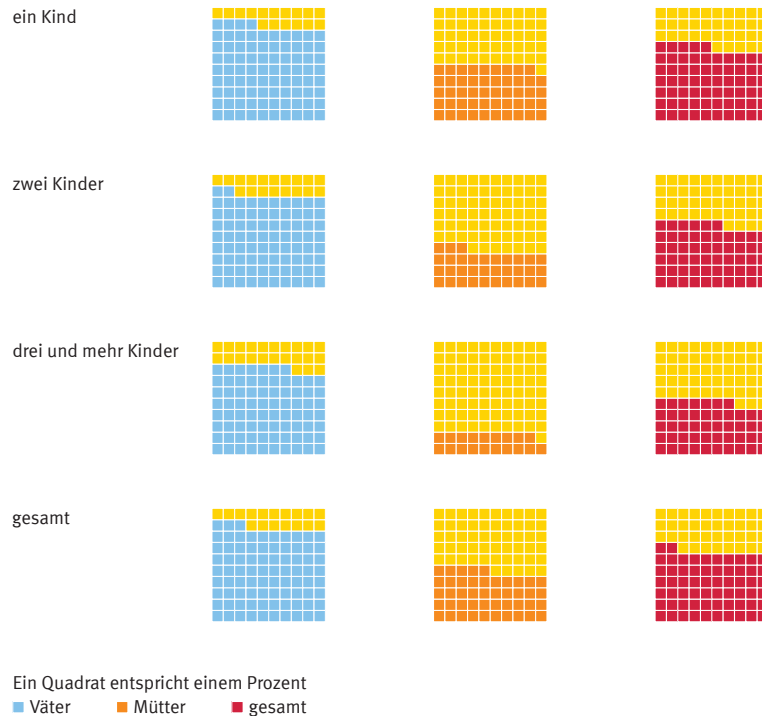 ein Kind
zwei Kinder
drei und mehr Kinder
gesamt
Ein Quadrat entspricht einem Prozent
Väter Mütter gesamt